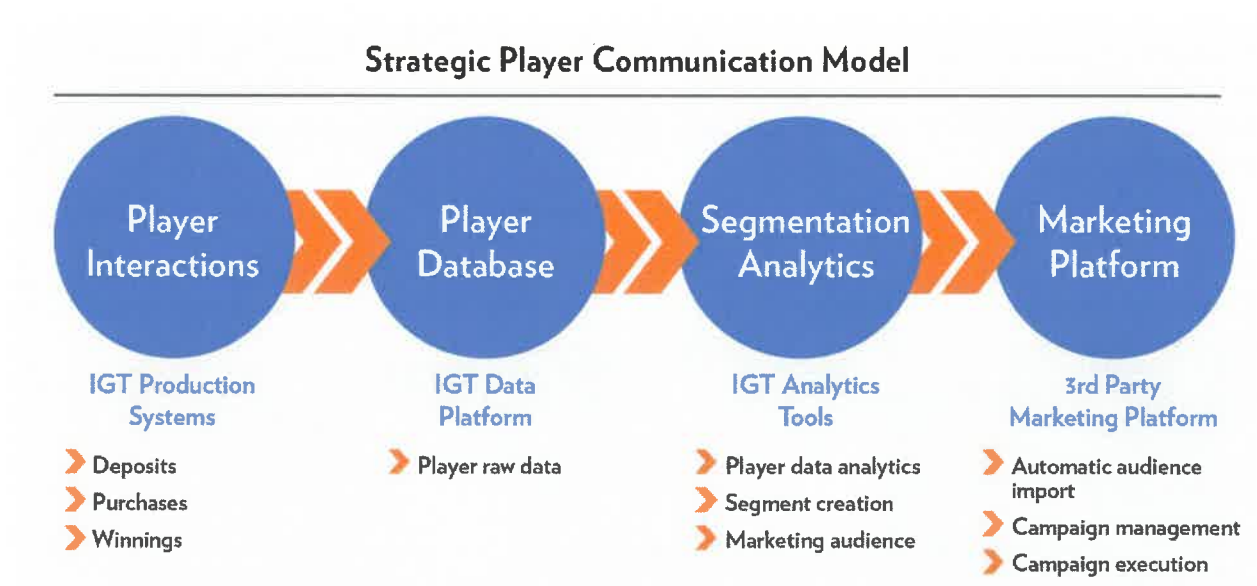 Strategic Player Communication Model
Player
Interactions
Player
Database
Segmentation
Analytics
Marketing
Platform
IGT Production
Systems
IGT Data
Platform
IGT Analytics
Tools
3rd Party
Marketing Platform
Deposits
Purchases
Winnings
Player raw data
Player data analytics
Segment creation
Marketing audience
Automatic audience
import
Campaign management
Campaign execution